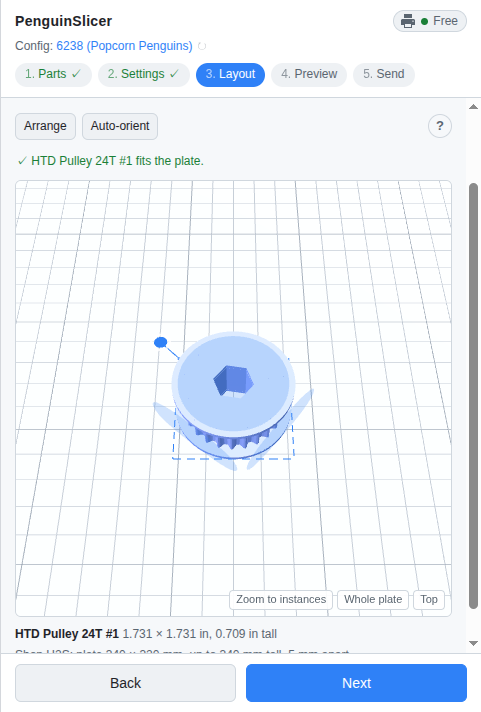 PenguinSlicer
Free
Config: 6238 (Popcorn Penguins)
1. Parts ✓
2. Settings ✓
3. Layout
4. Preview
5. Send
Arrange
Auto-orient
?
✓ HTD Pulley 24T #1 fits the plate.
Zoom to instances
Whole plate
Top
HTD Pulley 24T #1 1.731 × 1.731 in, 0.709 in tall
Back
Next